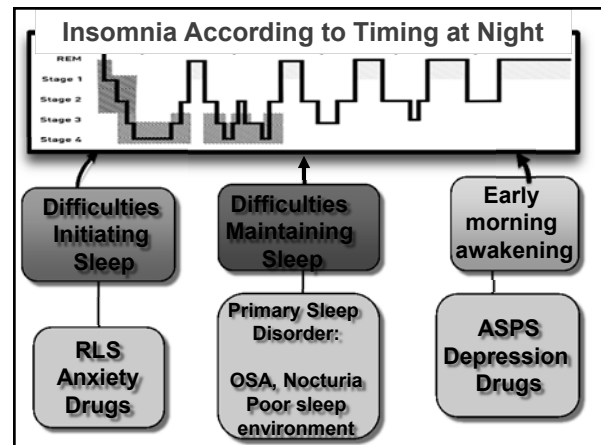 Insomnia According to Timing at Night
REM
Stage 1
Stage 2
Stage 3
Stage 4
Difficulties
Initiating
Sleep
Difficulties
Maintaining
Sleep
Early
morning
awakening
RLS
Anxiety
Drugs
Primary Sleep
Disorder:
OSA, Nocturia
Poor sleep
environment
ASPS
Depression
Drugs